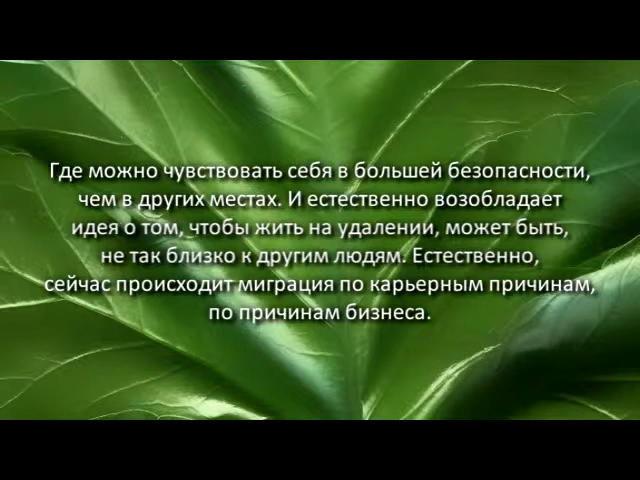 Где можно чувствовать себя в большей безопасности,
чем в других местах. И естественно возобладает
идея о том, чтобы жить на удалении, может быть,
не так близко к другим людям. Естественно,
сейчас происходит миграция по карьерным причинам,
по причинам бизнеса.